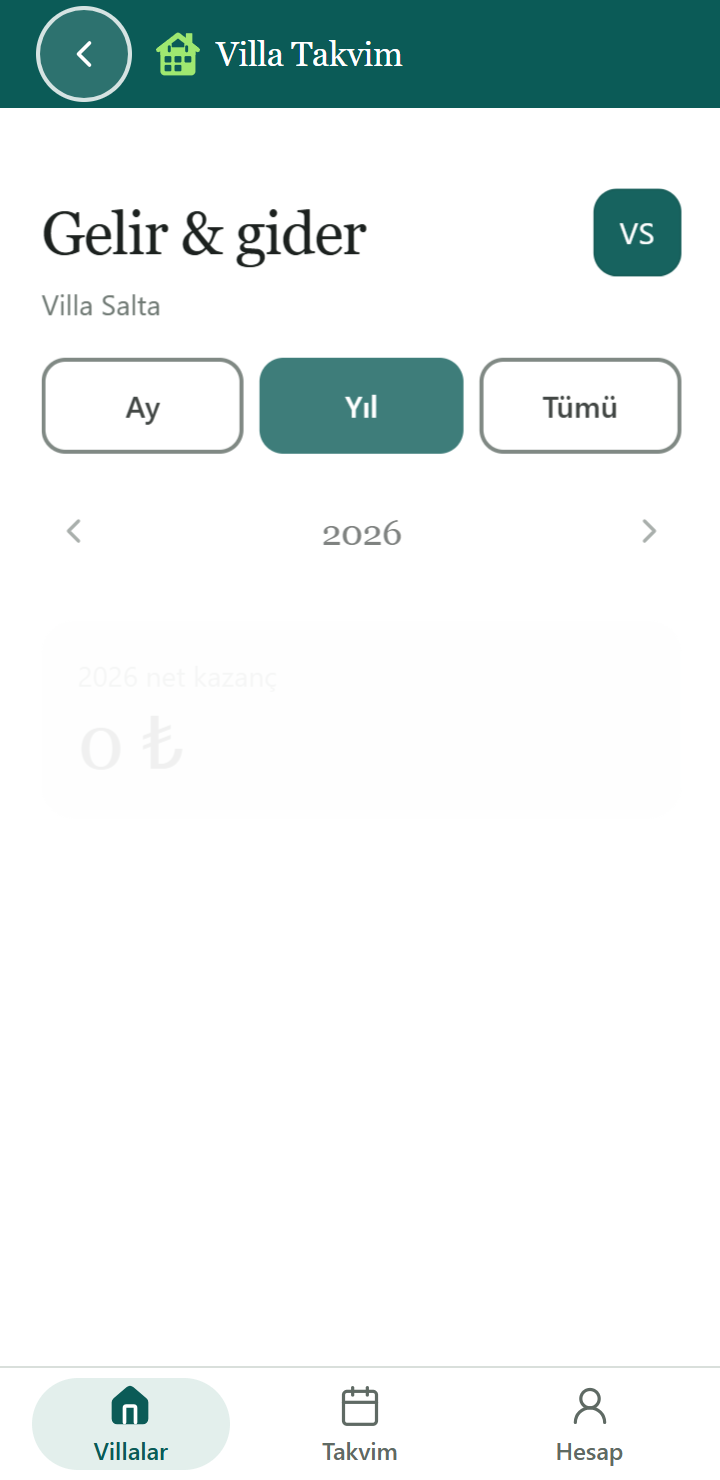 Villa Takvim
Gelir & gider
VS
Villa Salta
Ay
Yıl
Tümü
2026
2026 net kazanç
0 ₺
Villalar
Takvim
Hesap